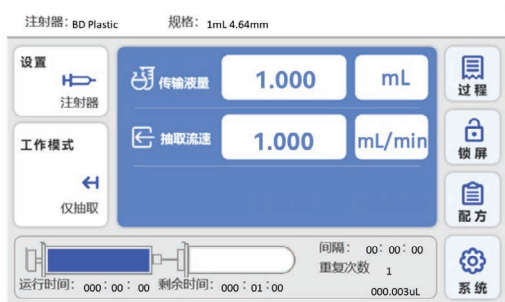 注射器: BD Plastic 规格: 1mL 4.64mm
设置
注射器
传输液量 1.000 mL
过程
抽取流速 1.000 mL/min
锁屏
工作模式
仅抽取
配方
间隔: 00: 00: 00
重复次数 1
运行时间: 000: 00: 00 剩余时间: 000: 01: 00 000.003uL
系统